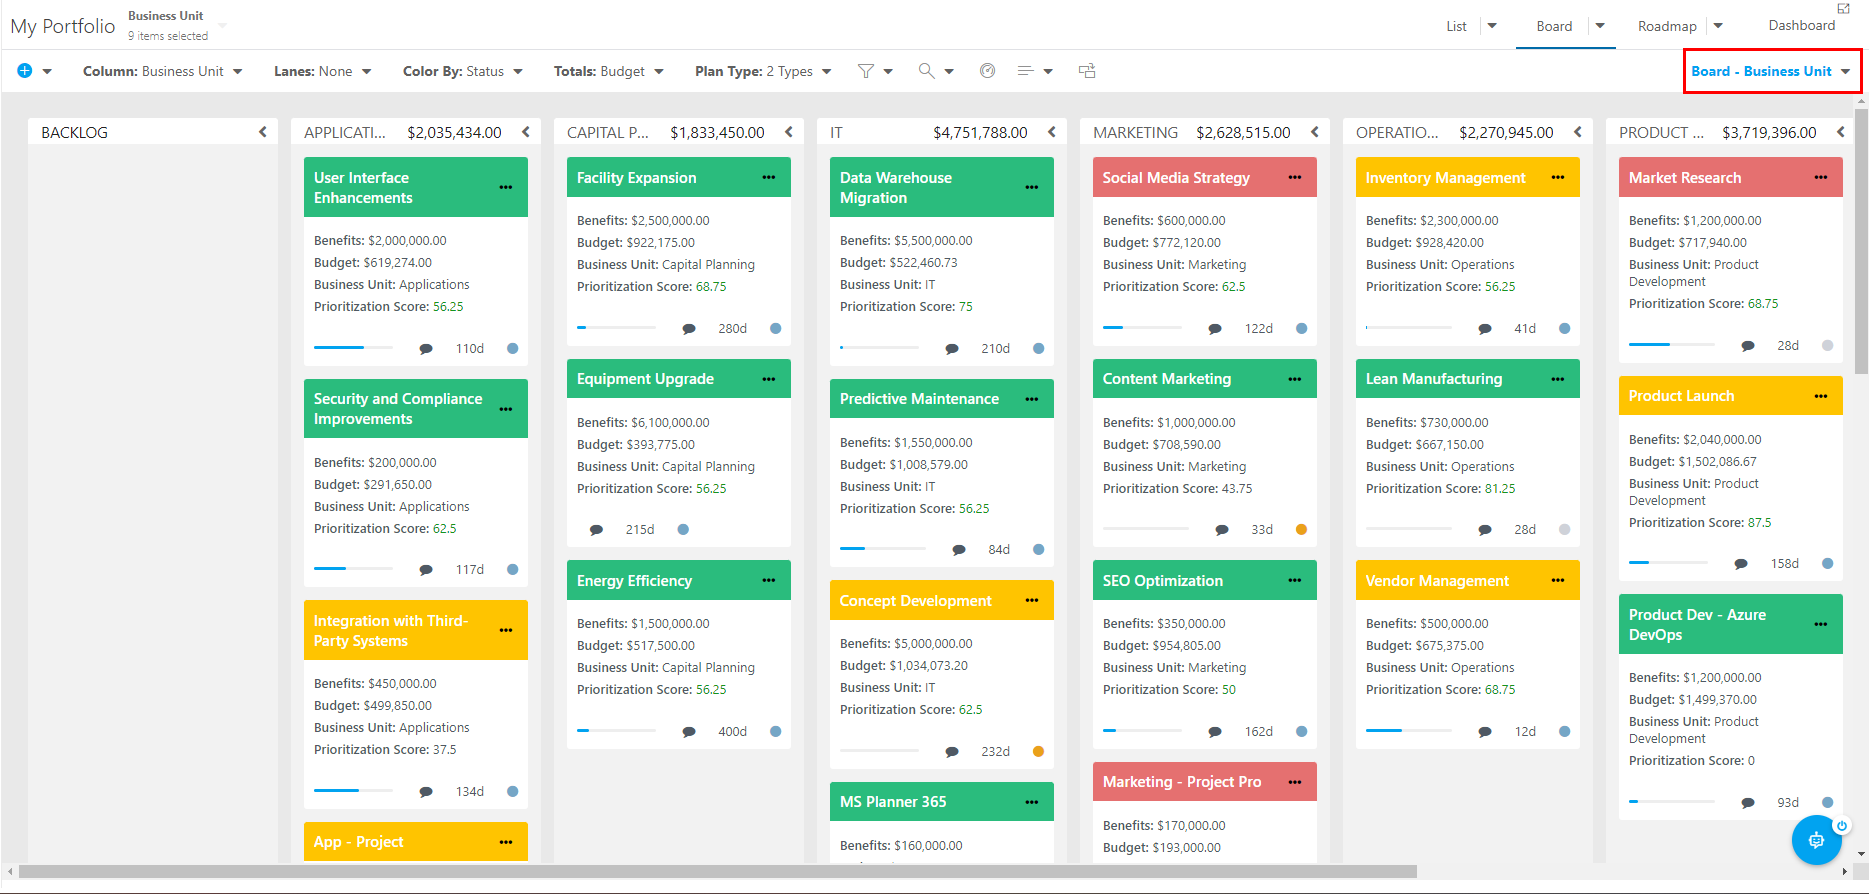 My Portfolio
Business Unit
9 items selected
List
Board
Roadmap
Dashboard
Column: Business Unit
Lanes: None
Color By: Status
Totals: Budget
Plan Type: 2 Types
Board - Business Unit
BACKLOG
APPLICATI... $2,035,434.00
User Interface
Enhancements
Benefits: $2,000,000.00
Budget: $619,274.00
Business Unit: Applications
Prioritization Score: 56.25
110d
Security and Compliance
Improvements
Benefits: $200,000.00
Budget: $291,650.00
Business Unit: Applications
Prioritization Score: 62.5
117d
Integration with Third-
Party Systems
Benefits: $450,000.00
Budget: $499,850.00
Business Unit: Applications
Prioritization Score: 37.5
134d
App - Project
CAPITAL P... $1,833,450.00
Facility Expansion
Benefits: $2,500,000.00
Budget: $922,175.00
Business Unit: Capital Planning
Prioritization Score: 68.75
280d
Equipment Upgrade
Benefits: $6,100,000.00
Budget: $393,775.00
Business Unit: Capital Planning
Prioritization Score: 56.25
215d
Energy Efficiency
Benefits: $1,500,000.00
Budget: $517,500.00
Business Unit: Capital Planning
Prioritization Score: 56.25
400d
IT $4,751,788.00
Data Warehouse
Migration
Benefits: $5,500,000.00
Budget: $522,460.73
Business Unit: IT
Prioritization Score: 75
210d
Predictive Maintenance
Benefits: $1,550,000.00
Budget: $1,008,579.00
Business Unit: IT
Prioritization Score: 56.25
84d
Concept Development
Benefits: $5,000,000.00
Budget: $1,034,073.20
Business Unit: IT
Prioritization Score: 62.5
232d
MS Planner 365
Benefits: $160,000.00
MARKETING $2,628,515.00
Social Media Strategy
Benefits: $600,000.00
Budget: $772,120.00
Business Unit: Marketing
Prioritization Score: 62.5
122d
Content Marketing
Benefits: $1,000,000.00
Budget: $708,590.00
Business Unit: Marketing
Prioritization Score: 43.75
33d
SEO Optimization
Benefits: $350,000.00
Budget: $954,805.00
Business Unit: Marketing
Prioritization Score: 50
162d
Marketing - Project Pro
Benefits: $170,000.00
Budget: $193,000.00
OPERATIO... $2,270,945.00
Inventory Management
Benefits: $2,300,000.00
Budget: $928,420.00
Business Unit: Operations
Prioritization Score: 56.25
41d
Lean Manufacturing
Benefits: $730,000.00
Budget: $667,150.00
Business Unit: Operations
Prioritization Score: 81.25
28d
Vendor Management
Benefits: $500,000.00
Budget: $675,375.00
Business Unit: Operations
Prioritization Score: 68.75
12d
PRODUCT ... $3,719,396.00
Market Research
Benefits: $1,200,000.00
Budget: $717,940.00
Business Unit: Product
Development
Prioritization Score: 68.75
28d
Product Launch
Benefits: $2,040,000.00
Budget: $1,502,086.67
Business Unit: Product
Development
Prioritization Score: 87.5
158d
Product Dev - Azure
DevOps
Benefits: $1,200,000.00
Budget: $1,499,370.00
Business Unit: Product
Development
Prioritization Score: 0
93d